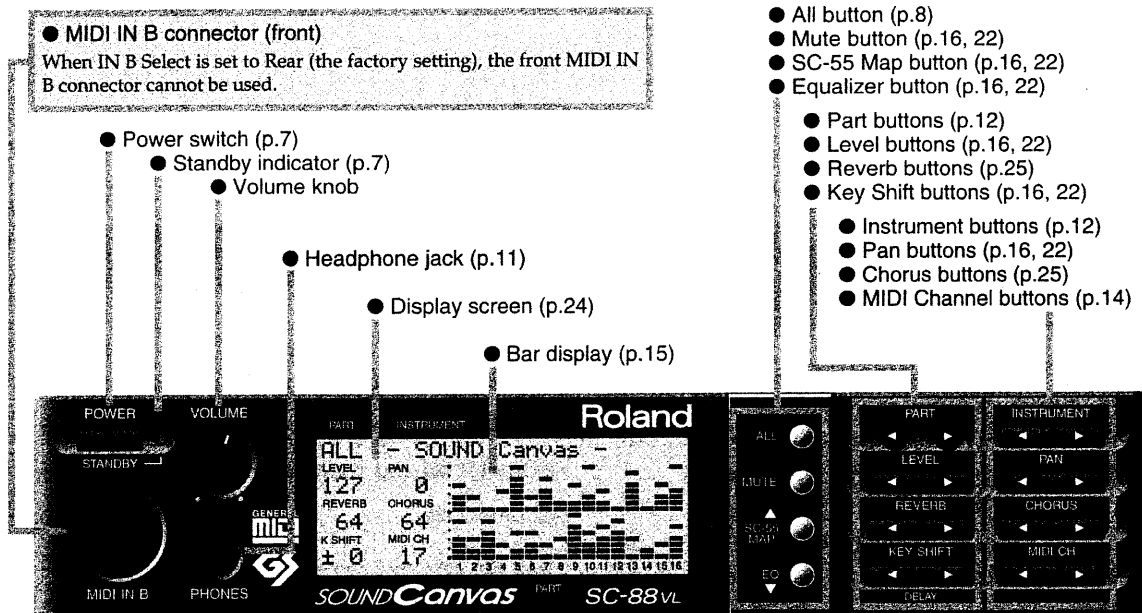 ● MIDI IN B connector (front)
When IN B Select is set to Rear (the factory setting), the front MIDI IN
B connector cannot be used.
● All button (p.8)
● Mute button (p.16, 22)
● SC-55 Map button (p.16, 22)
● Equalizer button (p.16, 22)
● Part buttons (p.12)
● Level buttons (p.16, 22)
● Reverb buttons (p.25)
● Key Shift buttons (p.16, 22)
● Instrument buttons (p.12)
● Pan buttons (p.16, 22)
● Chorus buttons (p.25)
● MIDI Channel buttons (p.14)
● Power switch (p.7)
● Standby indicator (p.7)
● Volume knob
● Headphone jack (p.11)
● Display screen (p.24)
● Bar display (p.15)
POWER
STANDBY
VOLUME
MIDI IN B
PHONES
GENERAL
MIDI
GS
PART INSTRUMENT
Roland
ALL - SOUND Canvas -
LEVEL PAN
127 0
REVERB CHORUS
64 64
K SHIFT MIDI CH
± 0 17
1 2 3 4 5 6 7 8 9 10 11 12 13 14 15 16
SOUND Canvas PART SC-88VL
ALL
MUTE
SC-55
MAP
EQ
PART
LEVEL
REVERB
KEY SHIFT
DELAY
INSTRUMENT
PAN
CHORUS
MIDI CH